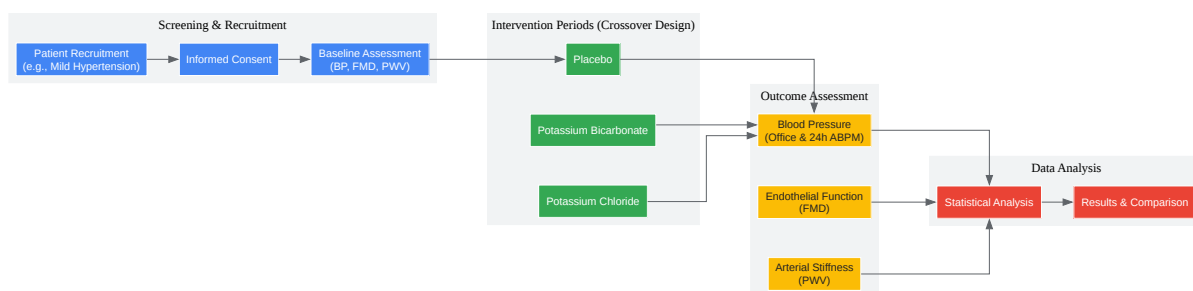 Screening & Recruitment
Patient Recruitment
(e.g., Mild Hypertension)
Informed Consent
Baseline Assessment
(BP, FMD, PWV)
Intervention Periods (Crossover Design)
Placebo
Potassium Bicarbonate
Potassium Chloride
Outcome Assessment
Blood Pressure
(Office & 24h ABPM)
Endothelial Function
(FMD)
Arterial Stiffness
(PWV)
Data Analysis
Statistical Analysis
Results & Comparison